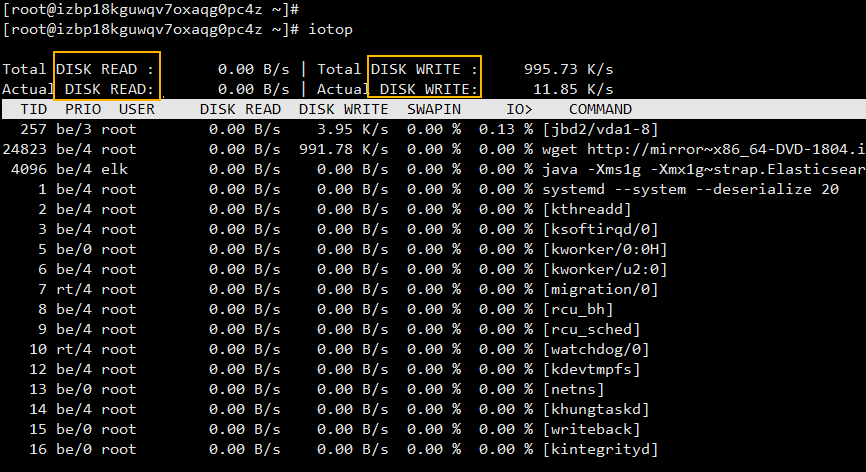 [root@izbp18kguwqv7oxaqg0pc4z ~]#
[root@izbp18kguwqv7oxaqg0pc4z ~]# iotop
Total DISK READ : 0.00 B/s | Total DISK WRITE : 995.73 K/s
Actual DISK READ: 0.00 B/s | Actual DISK WRITE: 11.85 K/s
TID PRIO USER DISK READ DISK WRITE SWAPIN IO> COMMAND
257 be/3 root 0.00 B/s 3.95 K/s 0.00 % 0.13 % [jbd2/vda1-8]
24823 be/4 root 0.00 B/s 991.78 K/s 0.00 % 0.00 % wget http://mirror~x86_64-DVD-1804.i
4096 be/4 elk 0.00 B/s 0.00 B/s 0.00 % 0.00 % java -Xms1g -Xmx1g~strap.Elasticsear
1 be/4 root 0.00 B/s 0.00 B/s 0.00 % 0.00 % systemd --system --deserialize 20
2 be/4 root 0.00 B/s 0.00 B/s 0.00 % 0.00 % [kthreadd]
3 be/4 root 0.00 B/s 0.00 B/s 0.00 % 0.00 % [ksoftirqd/0]
5 be/0 root 0.00 B/s 0.00 B/s 0.00 % 0.00 % [kworker/0:0H]
6 be/4 root 0.00 B/s 0.00 B/s 0.00 % 0.00 % [kworker/u2:0]
7 rt/4 root 0.00 B/s 0.00 B/s 0.00 % 0.00 % [migration/0]
8 be/4 root 0.00 B/s 0.00 B/s 0.00 % 0.00 % [rcu_bh]
9 be/4 root 0.00 B/s 0.00 B/s 0.00 % 0.00 % [rcu_sched]
10 rt/4 root 0.00 B/s 0.00 B/s 0.00 % 0.00 % [watchdog/0]
12 be/4 root 0.00 B/s 0.00 B/s 0.00 % 0.00 % [kdevtmpfs]
13 be/0 root 0.00 B/s 0.00 B/s 0.00 % 0.00 % [netns]
14 be/4 root 0.00 B/s 0.00 B/s 0.00 % 0.00 % [khungtaskd]
15 be/0 root 0.00 B/s 0.00 B/s 0.00 % 0.00 % [writeback]
16 be/0 root 0.00 B/s 0.00 B/s 0.00 % 0.00 % [kintegrityd]